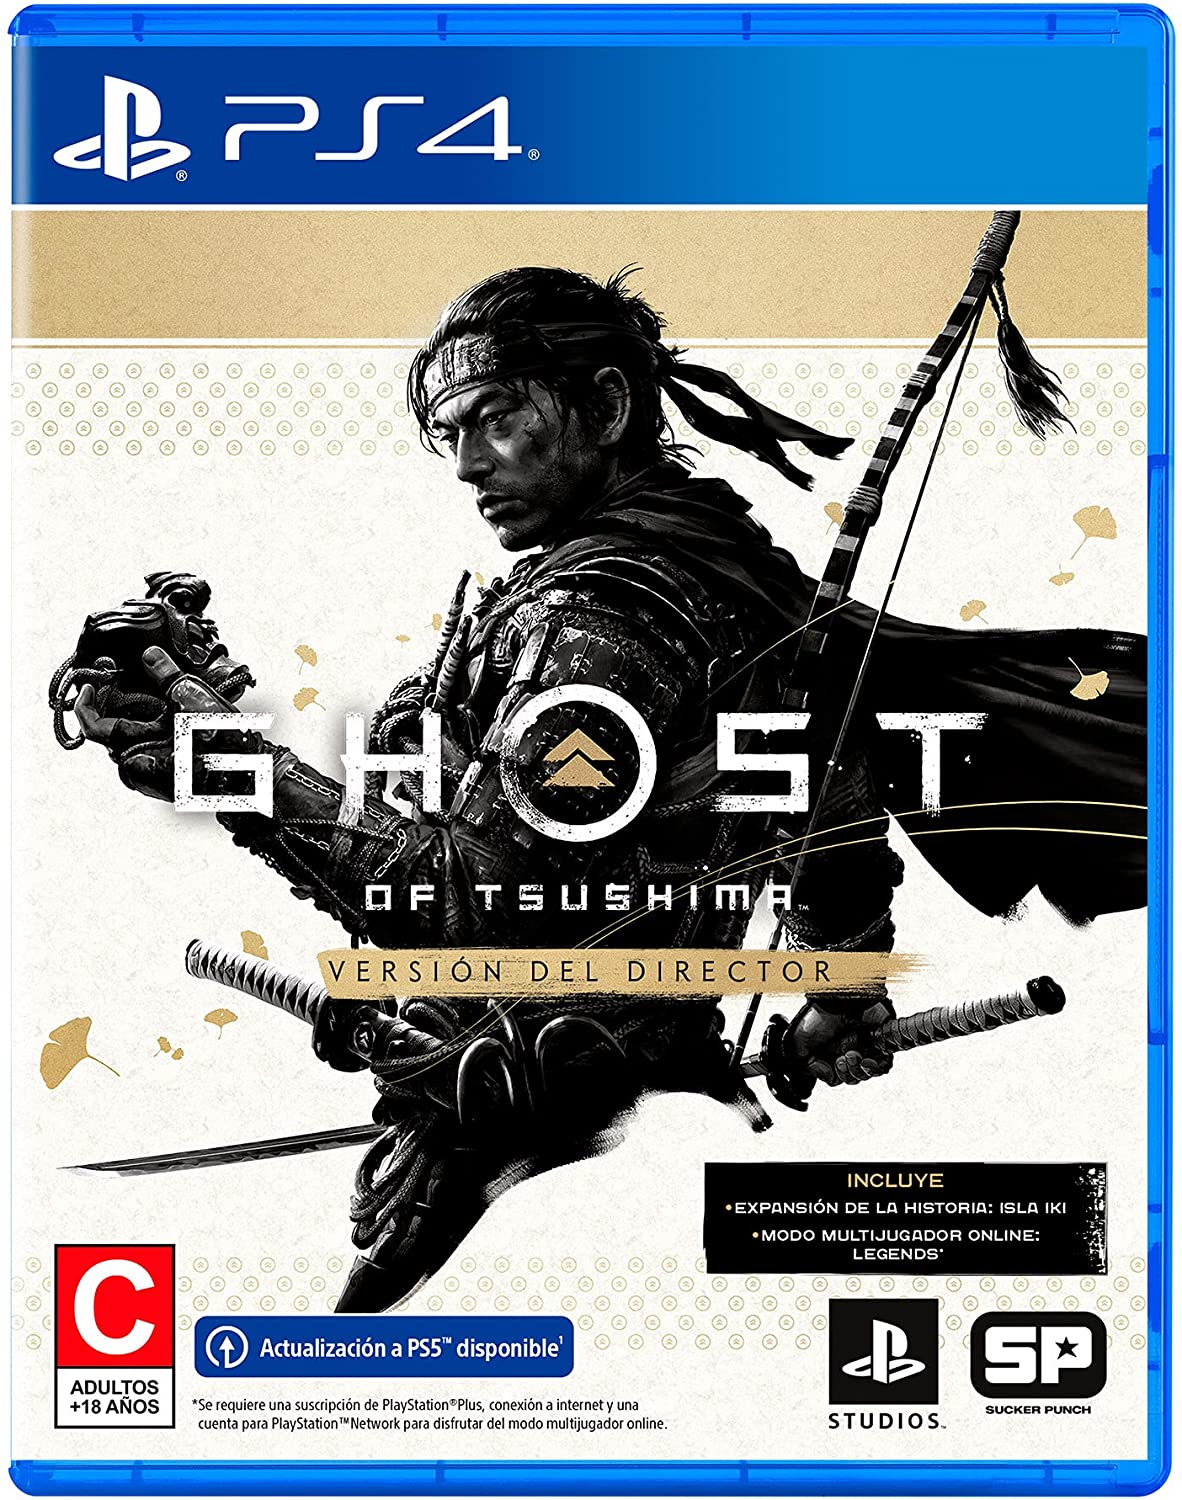 PS4®
GHOST
OF TSUSHIMA™
VERSIÓN DEL DIRECTOR
INCLUYE
•EXPANSIÓN DE LA HISTORIA: ISLA IKI
•MODO MULTIJUGADOR ONLINE:
LEGENDS*
C
ADULTOS
+18 AÑOS
Actualización a PS5™ disponible¹
*Se requiere una suscripción de PlayStation®Plus, conexión a internet y una
cuenta para PlayStation™Network para disfrutar del modo multijugador online.
STUDIOS™
SP
SUCKER PUNCH